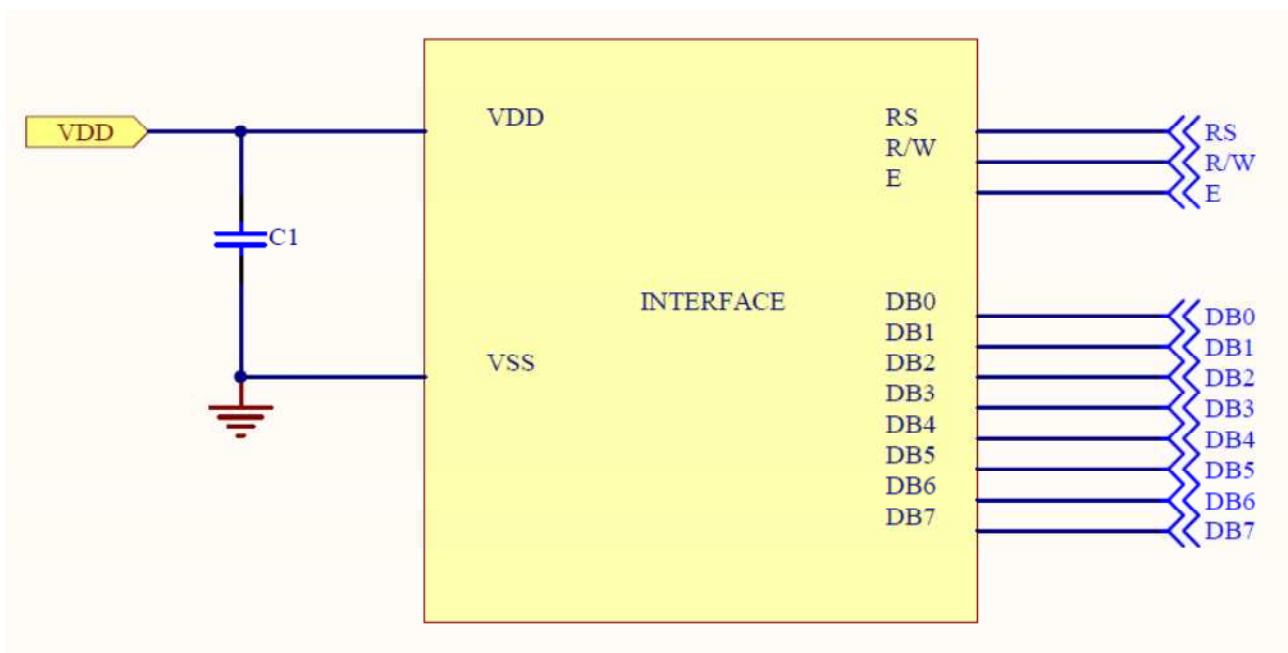 VDD
C1
VDD
VSS
INTERFACE
RS
R/W
E
DB0
DB1
DB2
DB3
DB4
DB5
DB6
DB7
RS
R/W
E
DB0
DB1
DB2
DB3
DB4
DB5
DB6
DB7